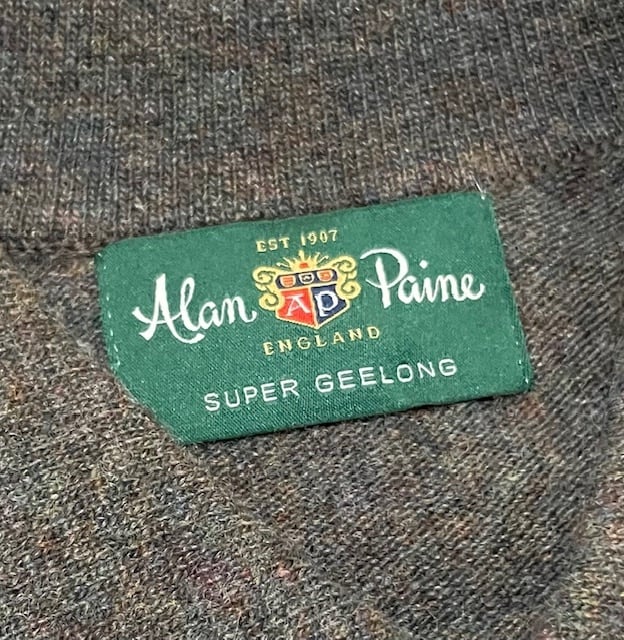 EST 1907
Alan AP Paine
ENGLAND
SUPER GEELONG